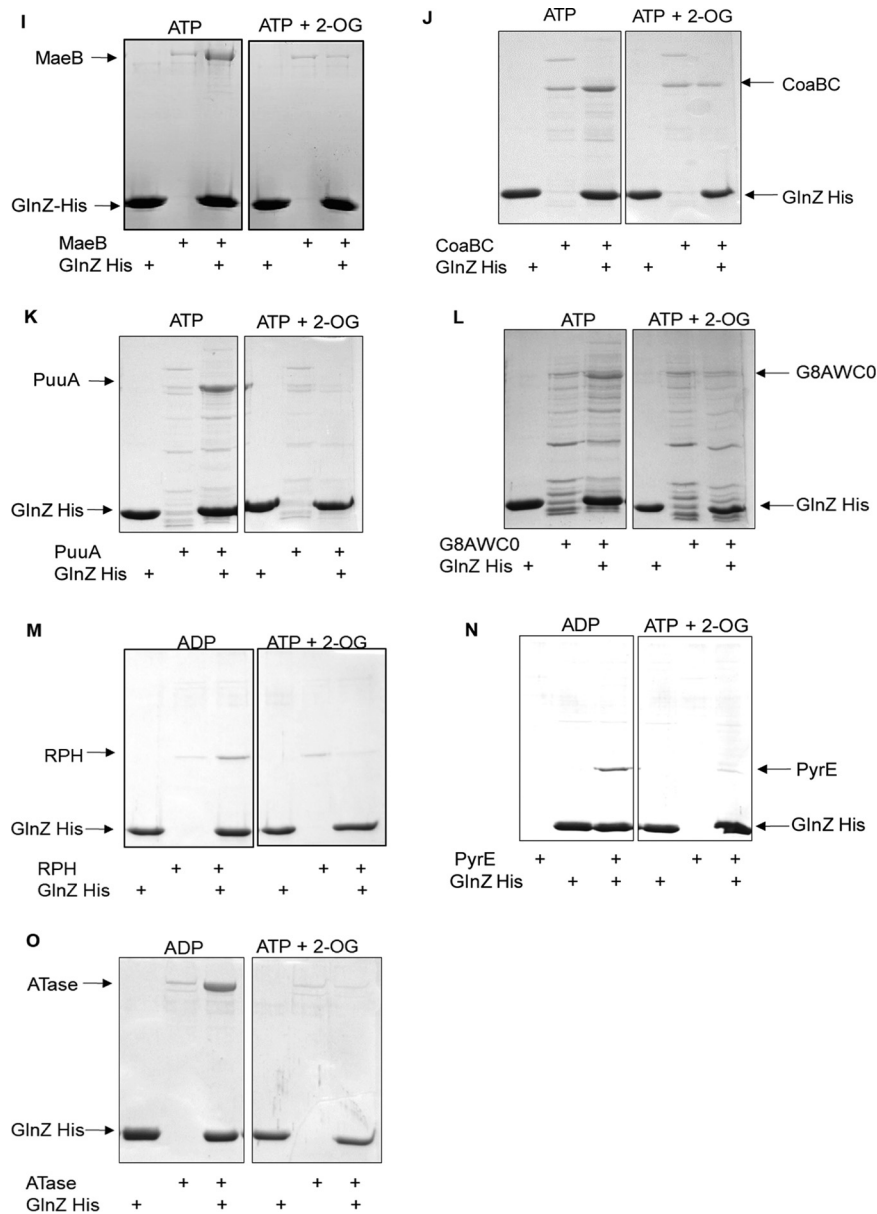 I
ATP
ATP + 2-OG
MaeB
GlnZ-His
MaeB + + +
GlnZ His + + + +
J
ATP
ATP + 2-OG
CoaBC
GlnZ His
CoaBC + + + +
GlnZ His + + + +
K
ATP
ATP + 2-OG
PuuA
GlnZ His
PuuA + + + +
GlnZ His + + + +
L
ATP
ATP + 2-OG
G8AWC0
GlnZ His
G8AWC0 + + + +
GlnZ His + + + +
M
ADP
ATP + 2-OG
RPH
GlnZ His
RPH + + + +
GlnZ His + + + +
N
ADP
ATP + 2-OG
PyrE
GlnZ His
PyrE + + + +
GlnZ His + + + +
O
ADP
ATP + 2-OG
ATase
GlnZ His
ATase + + + +
GlnZ His + + + +